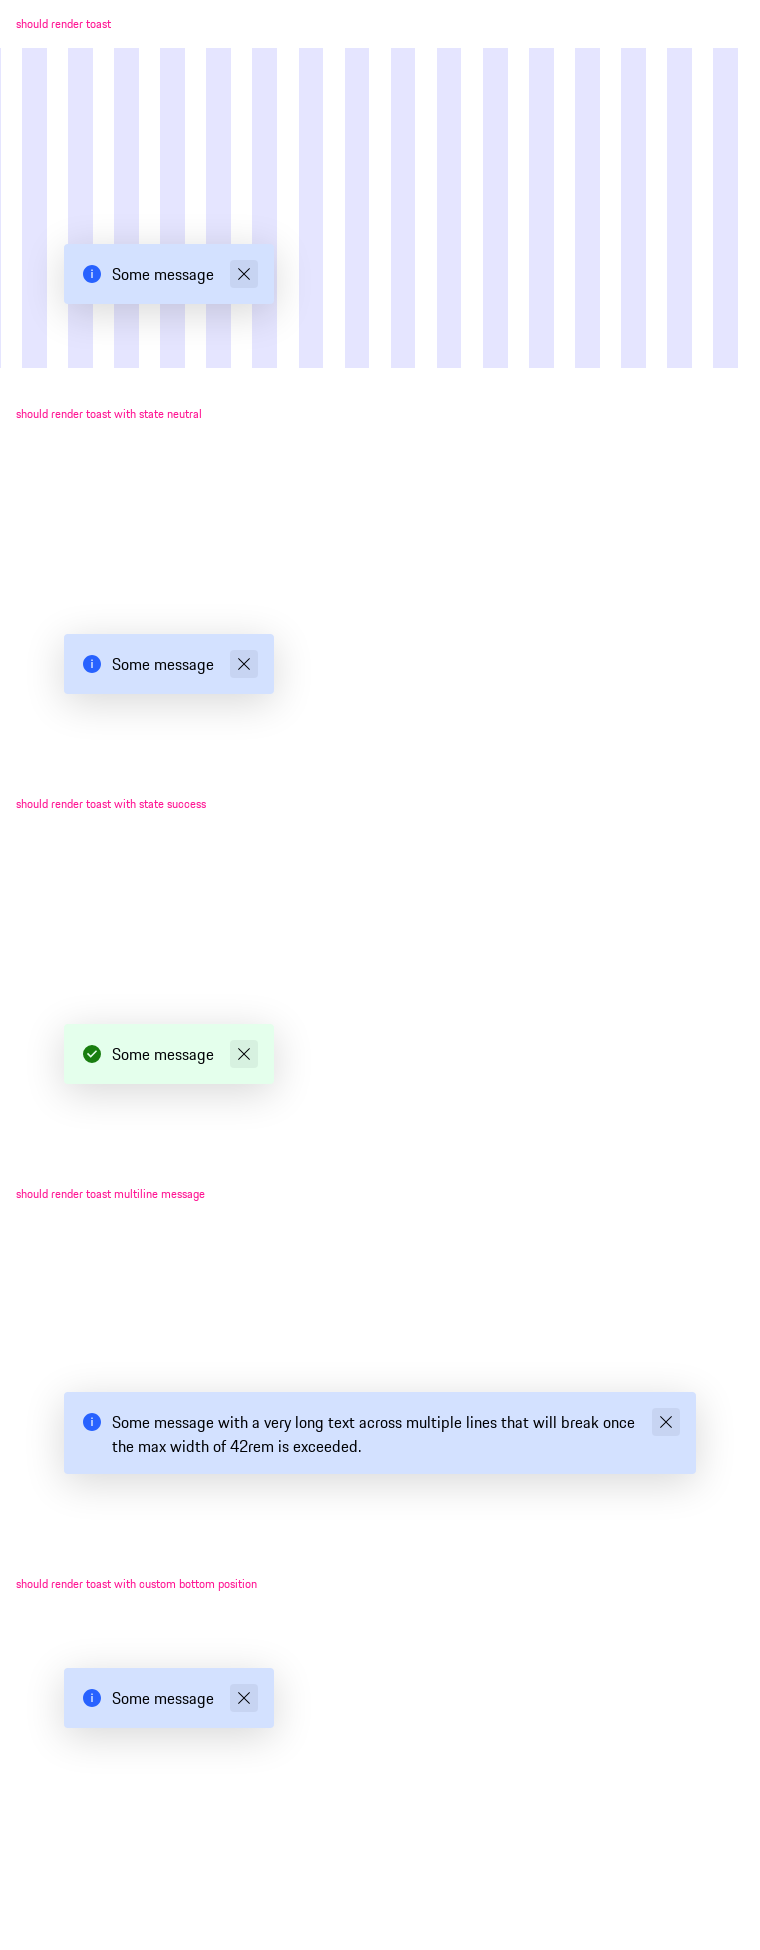 should render toast
Some message
should render toast with state neutral
Some message
should render toast with state success
Some message
should render toast multiline message
Some message with a very long text across multiple lines that will break once
the max width of 42rem is exceeded.
should render toast with custom bottom position
Some message